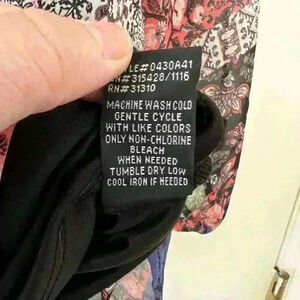 LE# 0430A41
N# 315428/1116
RN# 31310
MACHINE WASH COLD
GENTLE CYCLE
WITH LIKE COLORS
ONLY NON-CHLORINE
BLEACH
WHEN NEEDED
TUMBLE DRY LOW
COOL IRON IF NEEDED